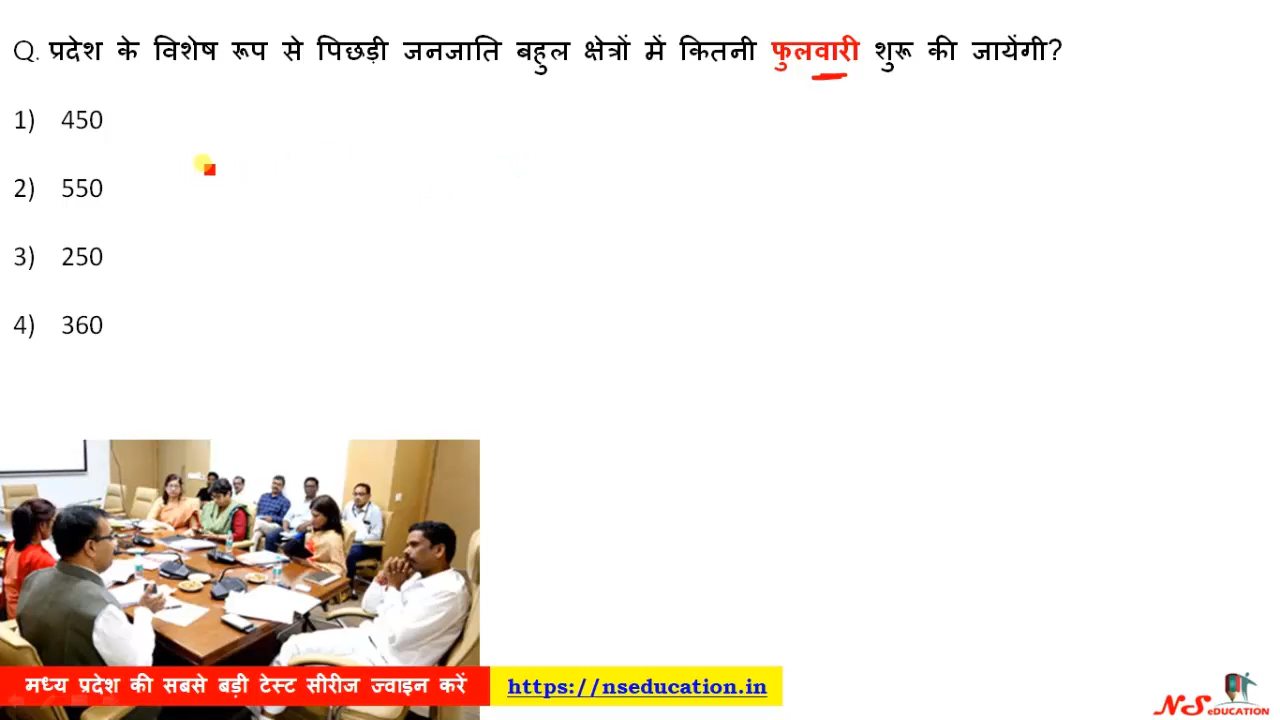 Q. प्रदेश के विशेष रूप से पिछड़ी जनजाति बहुल क्षेत्रों में कितनी फुलवारी शुरू की जायेंगी?
1) 450
2) 550
3) 250
4) 360
मध्य प्रदेश की सबसे बड़ी टेस्ट सीरीज ज्वाइन करें
https://nseducation.in
NS eDUCATION